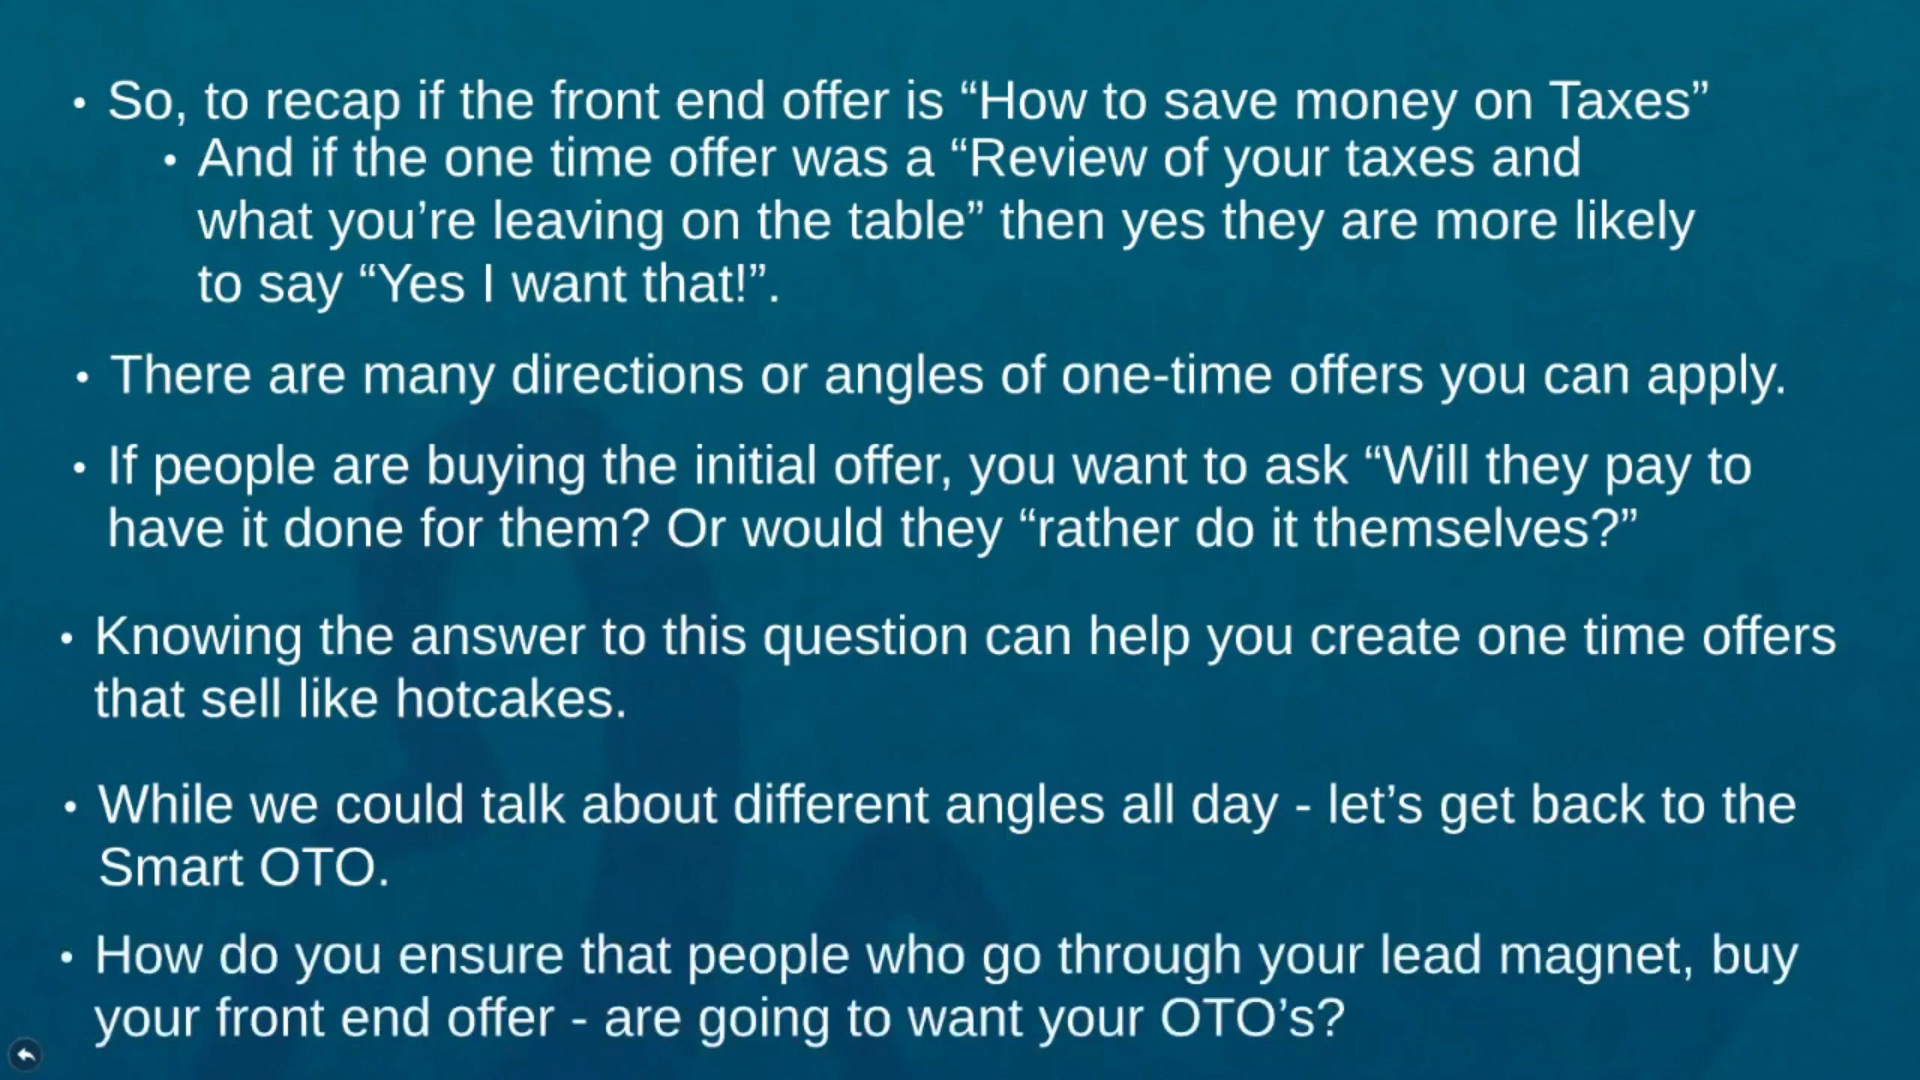 • So, to recap if the front end offer is “How to save money on Taxes”
• And if the one time offer was a “Review of your taxes and
what you’re leaving on the table” then yes they are more likely
to say “Yes I want that!”.
• There are many directions or angles of one-time offers you can apply.
• If people are buying the initial offer, you want to ask “Will they pay to
have it done for them? Or would they “rather do it themselves?”
• Knowing the answer to this question can help you create one time offers
that sell like hotcakes.
• While we could talk about different angles all day - let’s get back to the
Smart OTO.
• How do you ensure that people who go through your lead magnet, buy
your front end offer - are going to want your OTO’s?